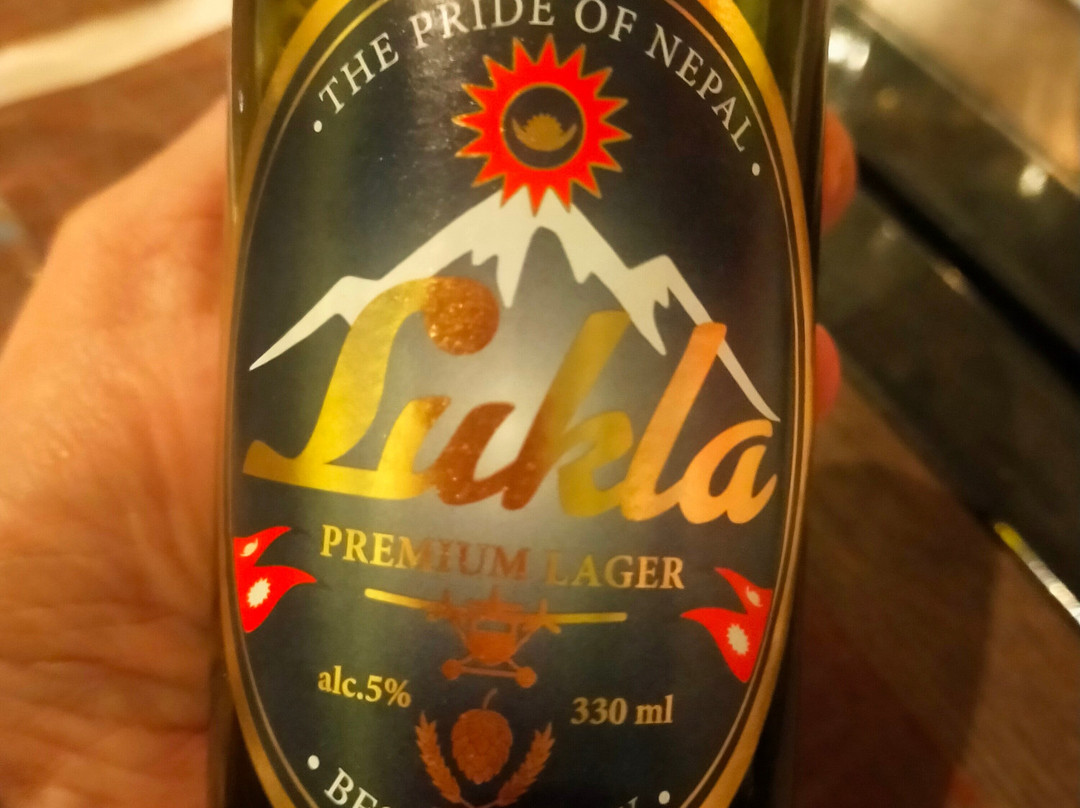 • THE PRIDE OF NEPAL •
Lukla
PREMIUM LAGER
alc.5%
330 ml